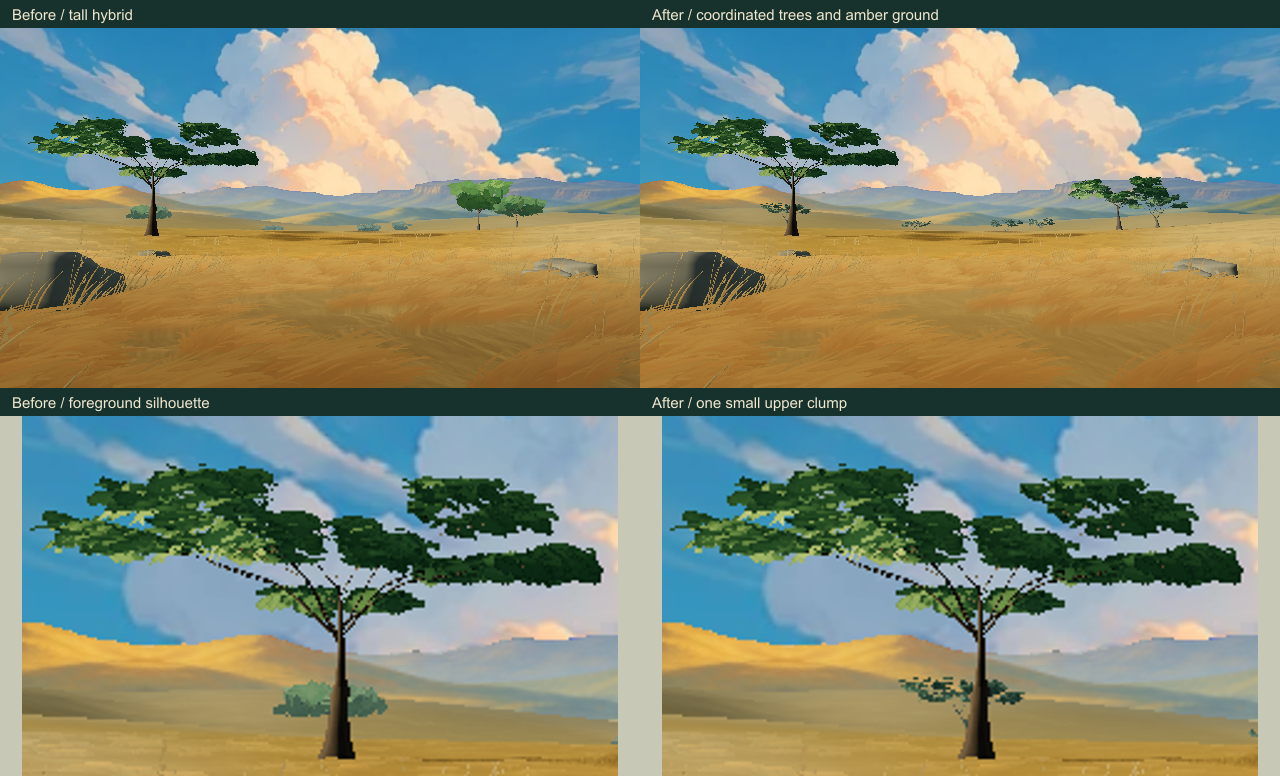 Before / tall hybrid
After / coordinated trees and amber ground
Before / foreground silhouette
After / one small upper clump